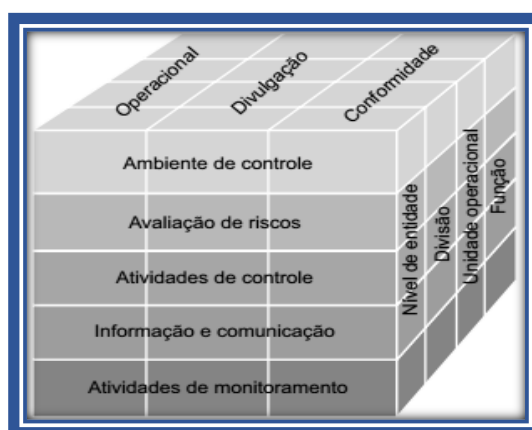 Operacional
Divulgação
Conformidade
Ambiente de controle
Avaliação de riscos
Atividades de controle
Informação e comunicação
Atividades de monitoramento
Nível de entidade
Divisão
Unidade operacional
Função